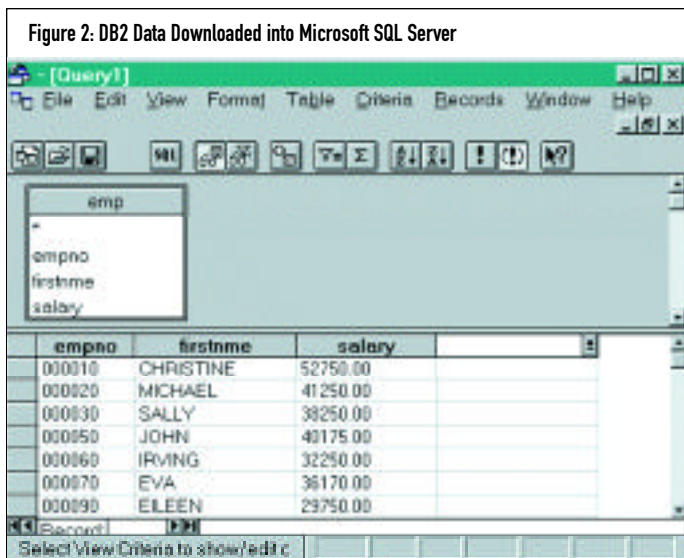 Figure 2: DB2 Data Downloaded into Microsoft SQL Server
- [Query1]
File Edit View Format Table Criteria Records Window Help
SQL
emp
*
empno
firstnme
salary
empno firstnme salary
000010 CHRISTINE 52750.00
000020 MICHAEL 41250.00
000030 SALLY 38250.00
000050 JOHN 40175.00
000060 IRVING 32250.00
000070 EVA 36170.00
000090 EILEEN 29750.00
Record:
Select View Criteria to show/edit c